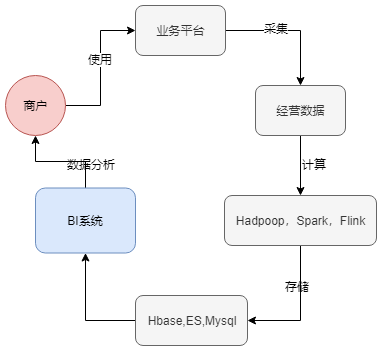 业务平台
采集
使用
商户
经营数据
数据分析
计算
BI系统
Hadpoop，Spark，Flink
存储
Hbase,ES,Mysql